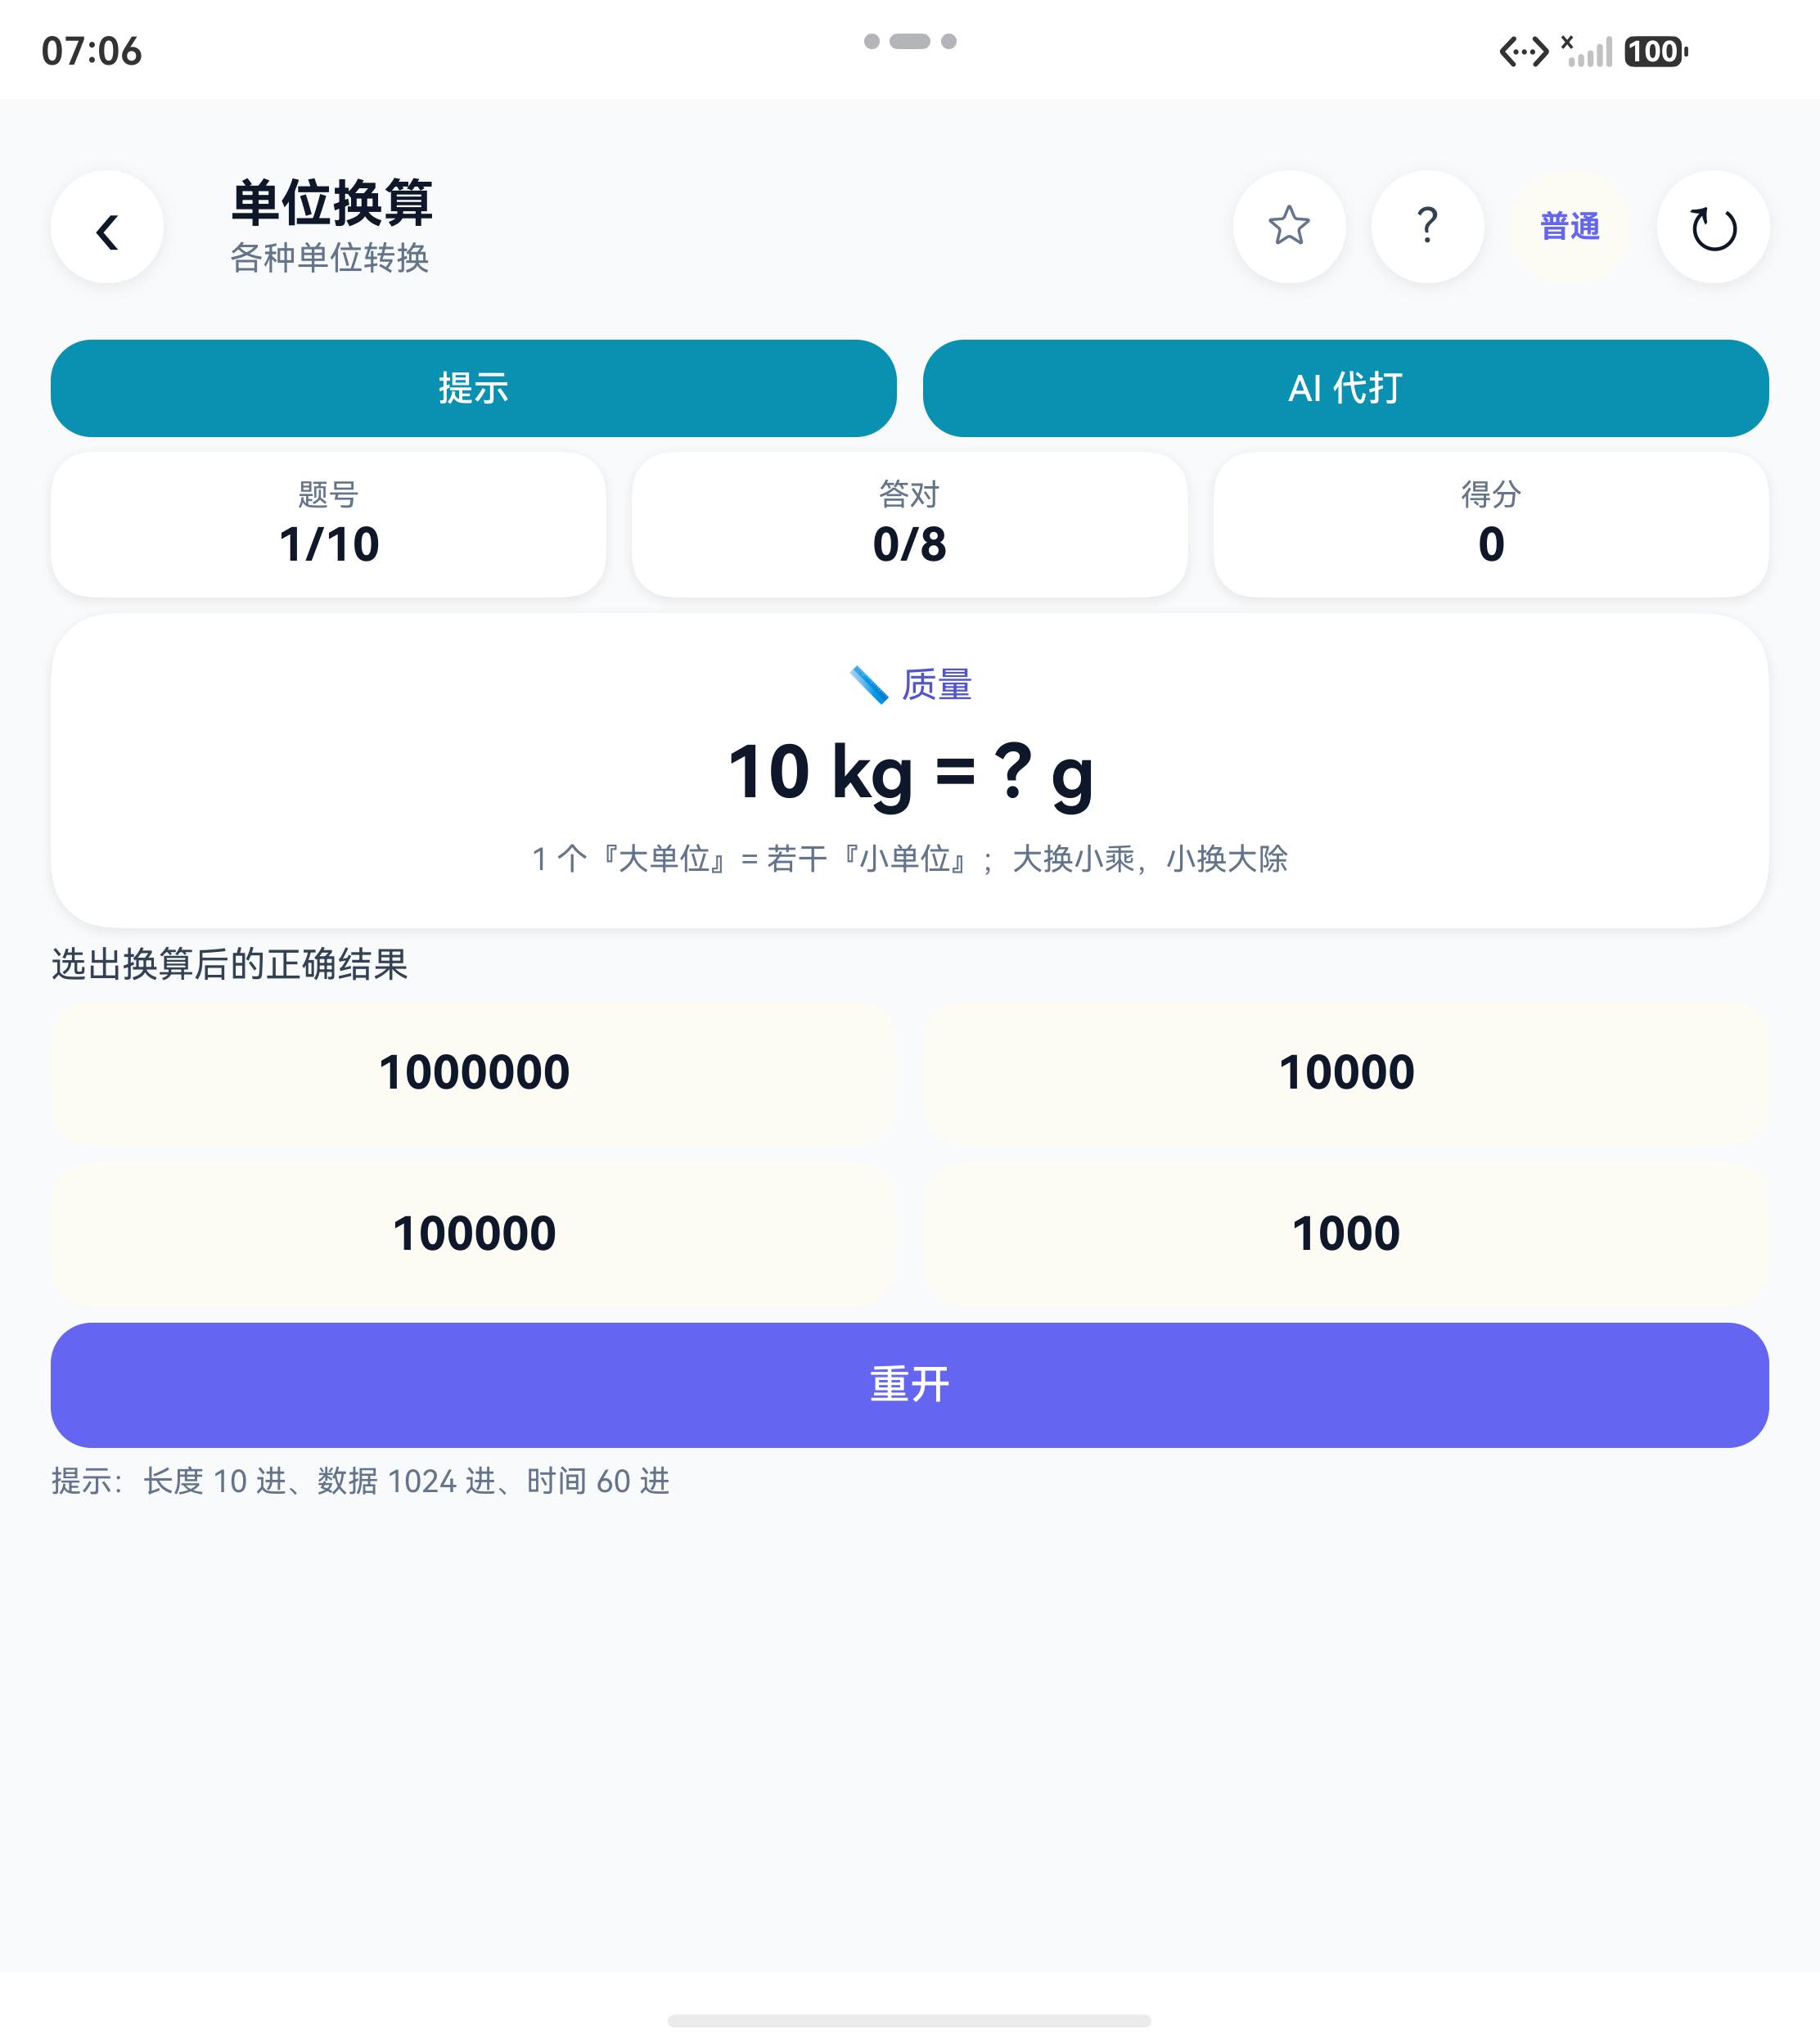 07:06
100
单位换算
各种单位转换
?
普通
提示
AI 代打
题号
1/10
答对
0/8
得分
0
质量
10 kg = ? g
1 个『大单位』= 若干『小单位』；大换小乘，小换大除
选出换算后的正确结果
1000000
10000
100000
1000
重开
提示：长度 10 进、数据 1024 进、时间 60 进